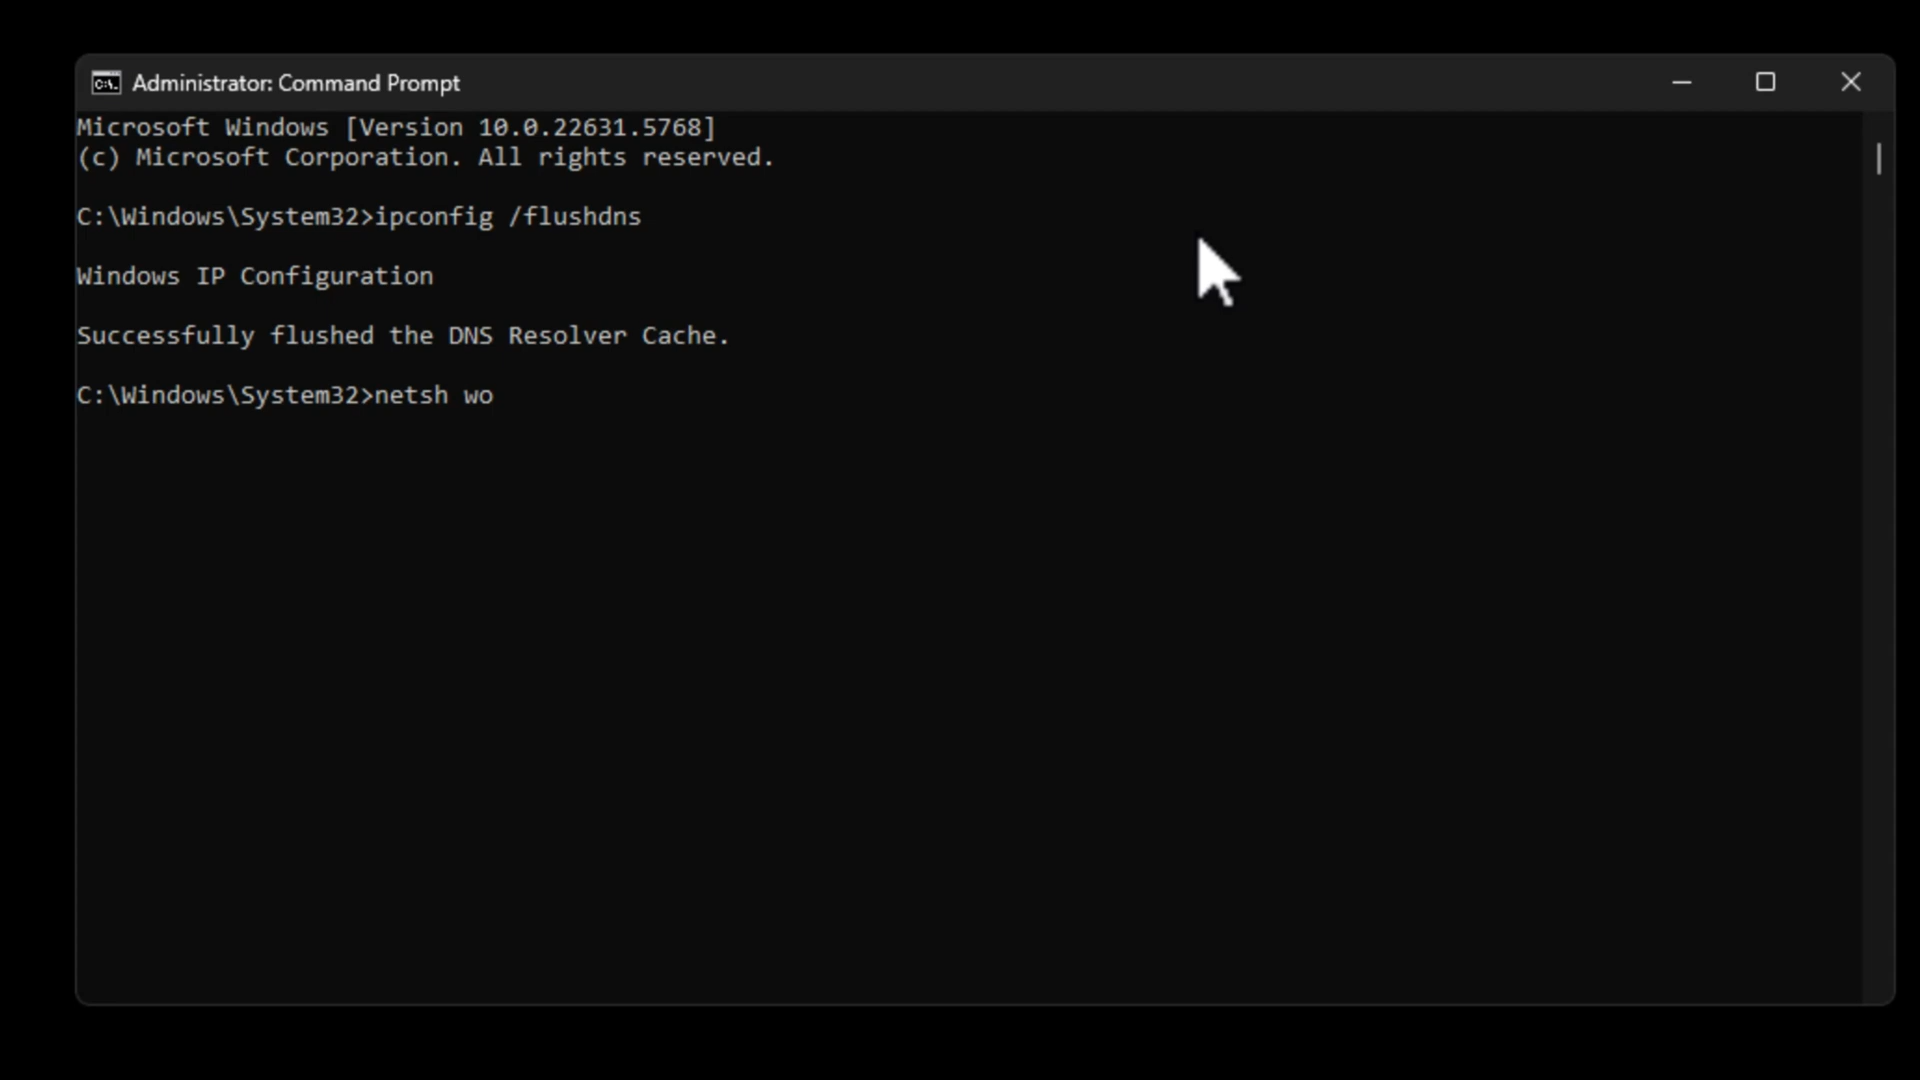 Administrator: Command Prompt
Microsoft Windows [Version 10.0.22631.5768]
(c) Microsoft Corporation. All rights reserved.
C:\Windows\System32>ipconfig /flushdns
Windows IP Configuration
Successfully flushed the DNS Resolver Cache.
C:\Windows\System32>netsh wo